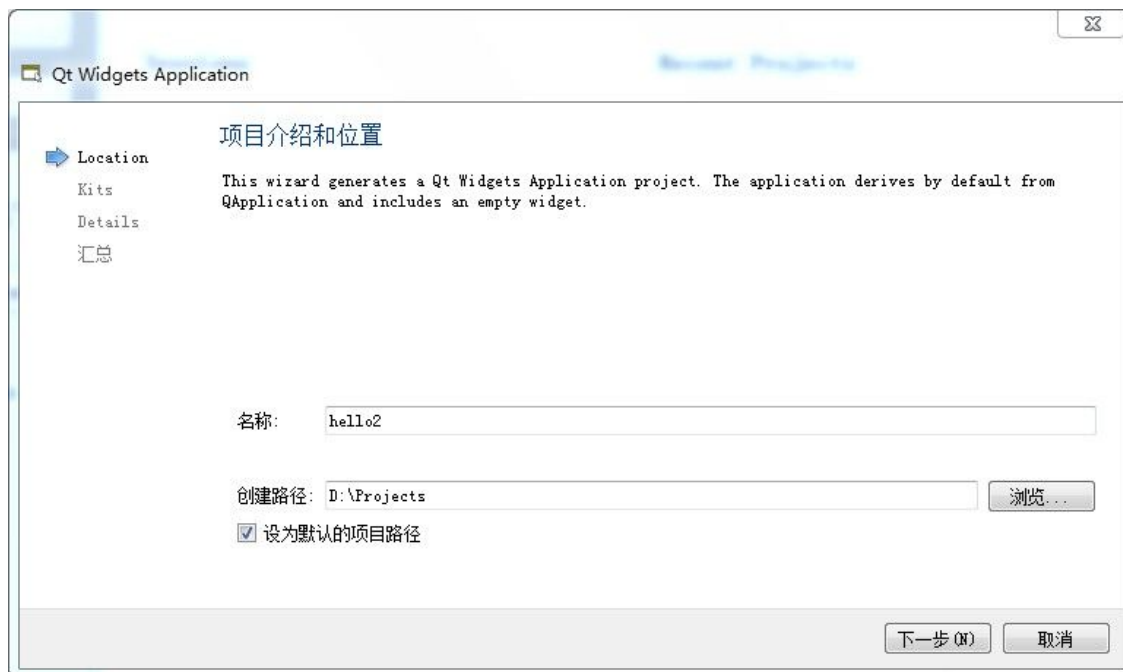 Recent Projects
Qt Widgets Application
项目介绍和位置
Location
Kits
Details
汇总
This wizard generates a Qt Widgets Application project. The application derives by default from
QApplication and includes an empty widget.
名称: hello2
创建路径: D:\Projects 浏览...
设为默认的项目路径
下一步(N) 取消